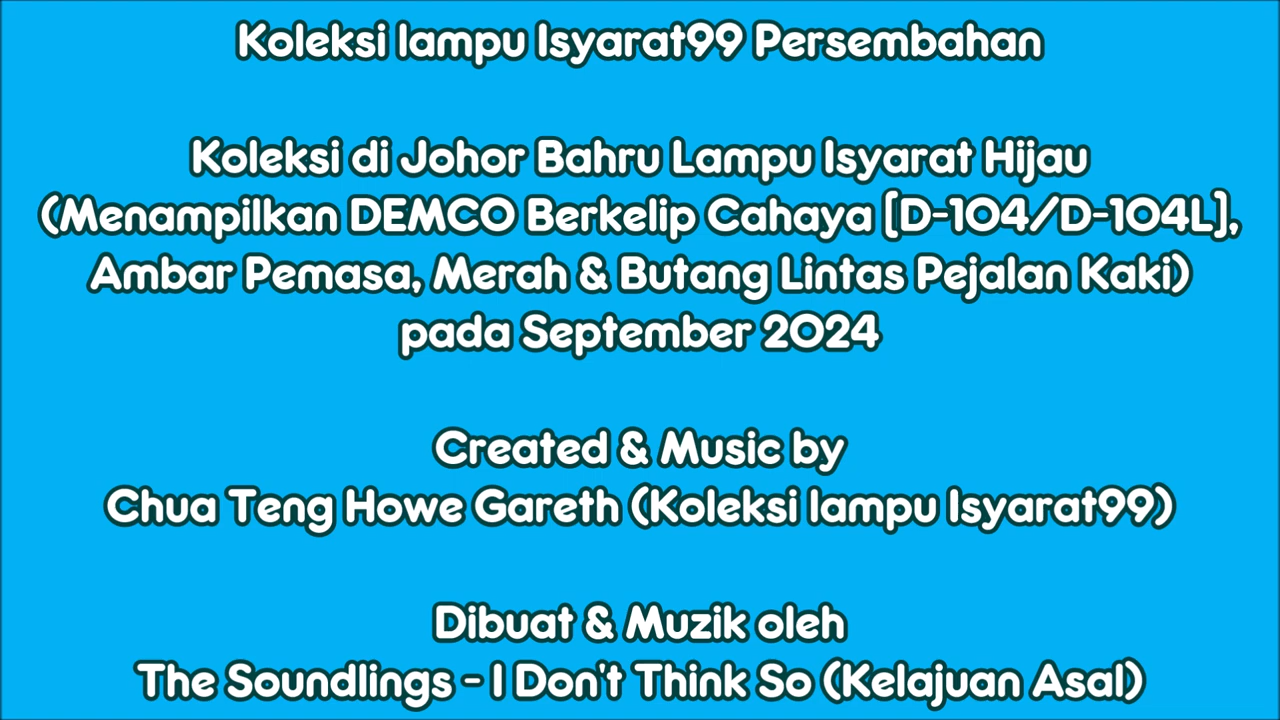 Koleksi lampu Isyarat99 Persembahan
Koleksi di Johor Bahru Lampu Isyarat Hijau
(Menampilkan DEMCO Berkelip Cahaya [D-104/D-104L],
Ambar Pemasa, Merah & Butang Lintas Pejalan Kaki)
pada September 2024
Created & Music by
Chua Teng Howe Gareth (Koleksi lampu Isyarat99)
Dibuat & Muzik oleh
The Soundlings - I Don't Think So (Kelajuan Asal)